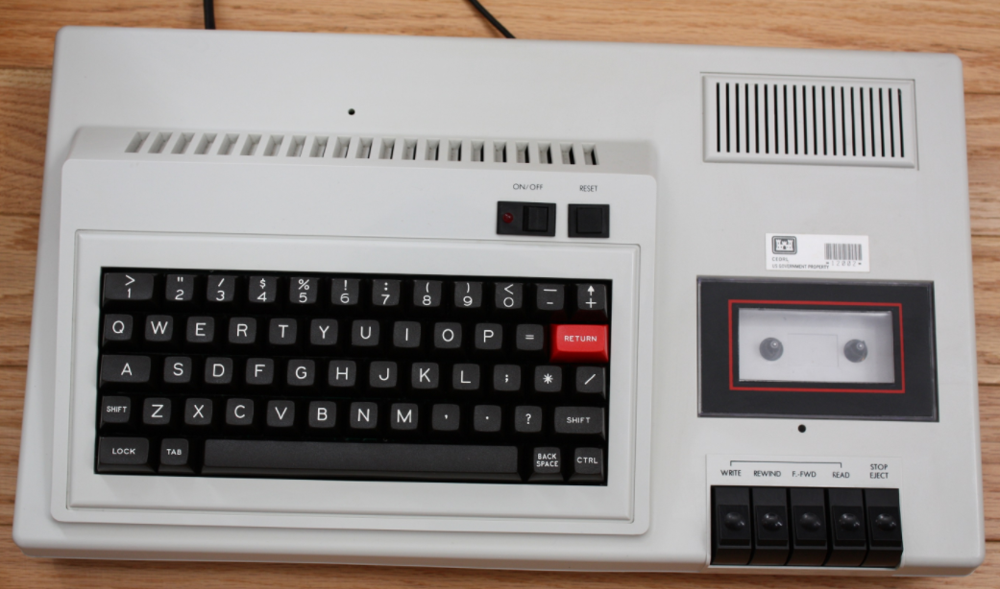 ON/OFF RESET
CERL
US GOVERNMENT PROPERTY
*12002*
> " / $ % ! : ( ) < — ↑
1 2 3 4 5 6 7 8 9 0 - +
Q W E R T Y U I O P = RETURN
A S D F G H J K L ; * /
SHIFT Z X C V B N M , . ? SHIFT
LOCK TAB BACK SPACE CTRL
WRITE REWIND F.-FWD READ STOP EJECT